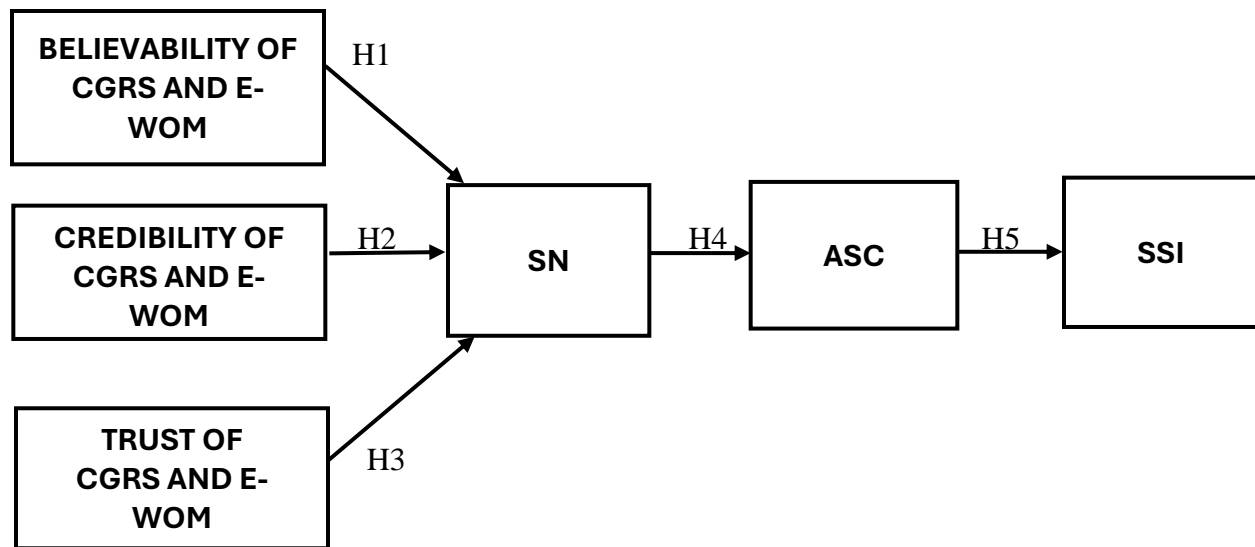 BELIEVABILITY OF
CGRS AND E-
WOM
H1
CREDIBILITY OF
CGRS AND E-
WOM
H2
TRUST OF
CGRS AND E-
WOM
H3
SN
H4
ASC
H5
SSI